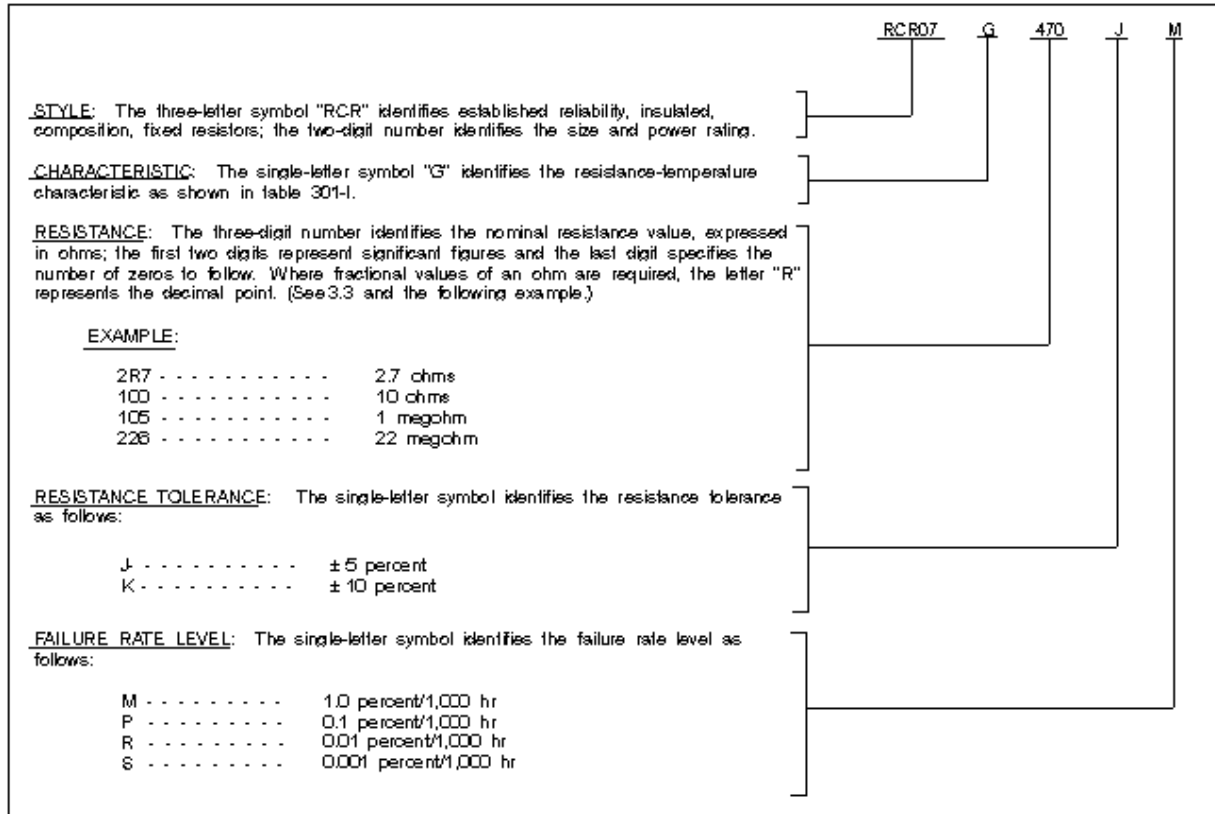 RCR07 G 470 J M
STYLE: The three-letter symbol "RCR" identifies established reliability, insulated,
composition, fixed resistors; the two-digit number identifies the size and power rating.
CHARACTERISTIC: The single-letter symbol "G" identifies the resistance-temperature
characteristic as shown in table 301-I.
RESISTANCE: The three-digit number identifies the nominal resistance value, expressed
in ohms; the first two digits represent significant figures and the last digit specifies the
number of zeros to follow. Where fractional values of an ohm are required, the letter "R"
represents the decimal point. (See 3.3 and the following example.)
EXAMPLE:
2R7 - - - - - - - - - - - 2.7 ohms
100 - - - - - - - - - - - 10 ohms
105 - - - - - - - - - - - 1 megohm
226 - - - - - - - - - - - 22 megohm
RESISTANCE TOLERANCE: The single-letter symbol identifies the resistance tolerance
as follows:
J - - - - - - - - - - ± 5 percent
K - - - - - - - - - - ± 10 percent
FAILURE RATE LEVEL: The single-letter symbol identifies the failure rate level as
follows:
M - - - - - - - - - 1.0 percent/1,000 hr
P - - - - - - - - - 0.1 percent/1,000 hr
R - - - - - - - - - 0.01 percent/1,000 hr
S - - - - - - - - - 0.001 percent/1,000 hr